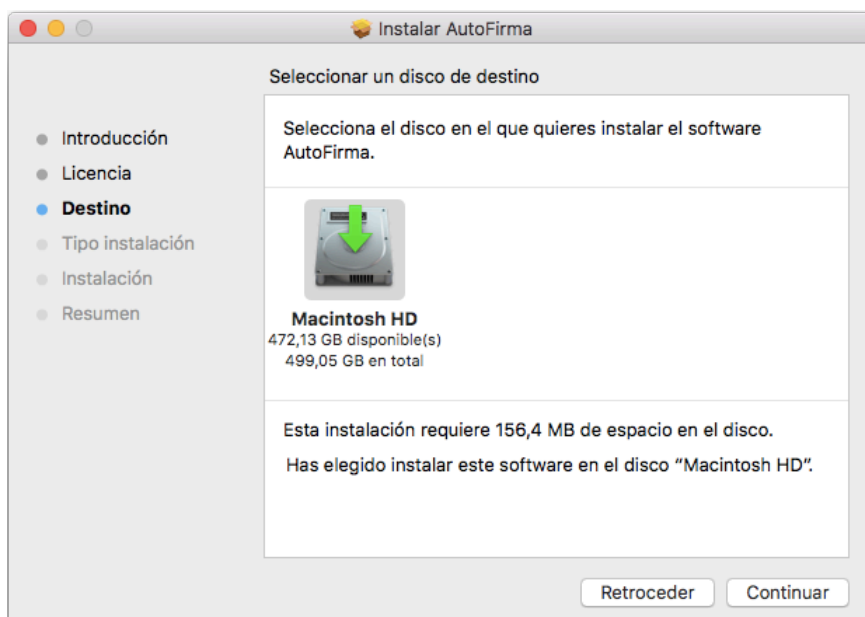 Instalar AutoFirma
Seleccionar un disco de destino
Introducción
Licencia
Destino
Tipo instalación
Instalación
Resumen
Selecciona el disco en el que quieres instalar el software
AutoFirma.
Macintosh HD
472,13 GB disponible(s)
499,05 GB en total
Esta instalación requiere 156,4 MB de espacio en el disco.
Has elegido instalar este software en el disco “Macintosh HD”.
Retroceder
Continuar